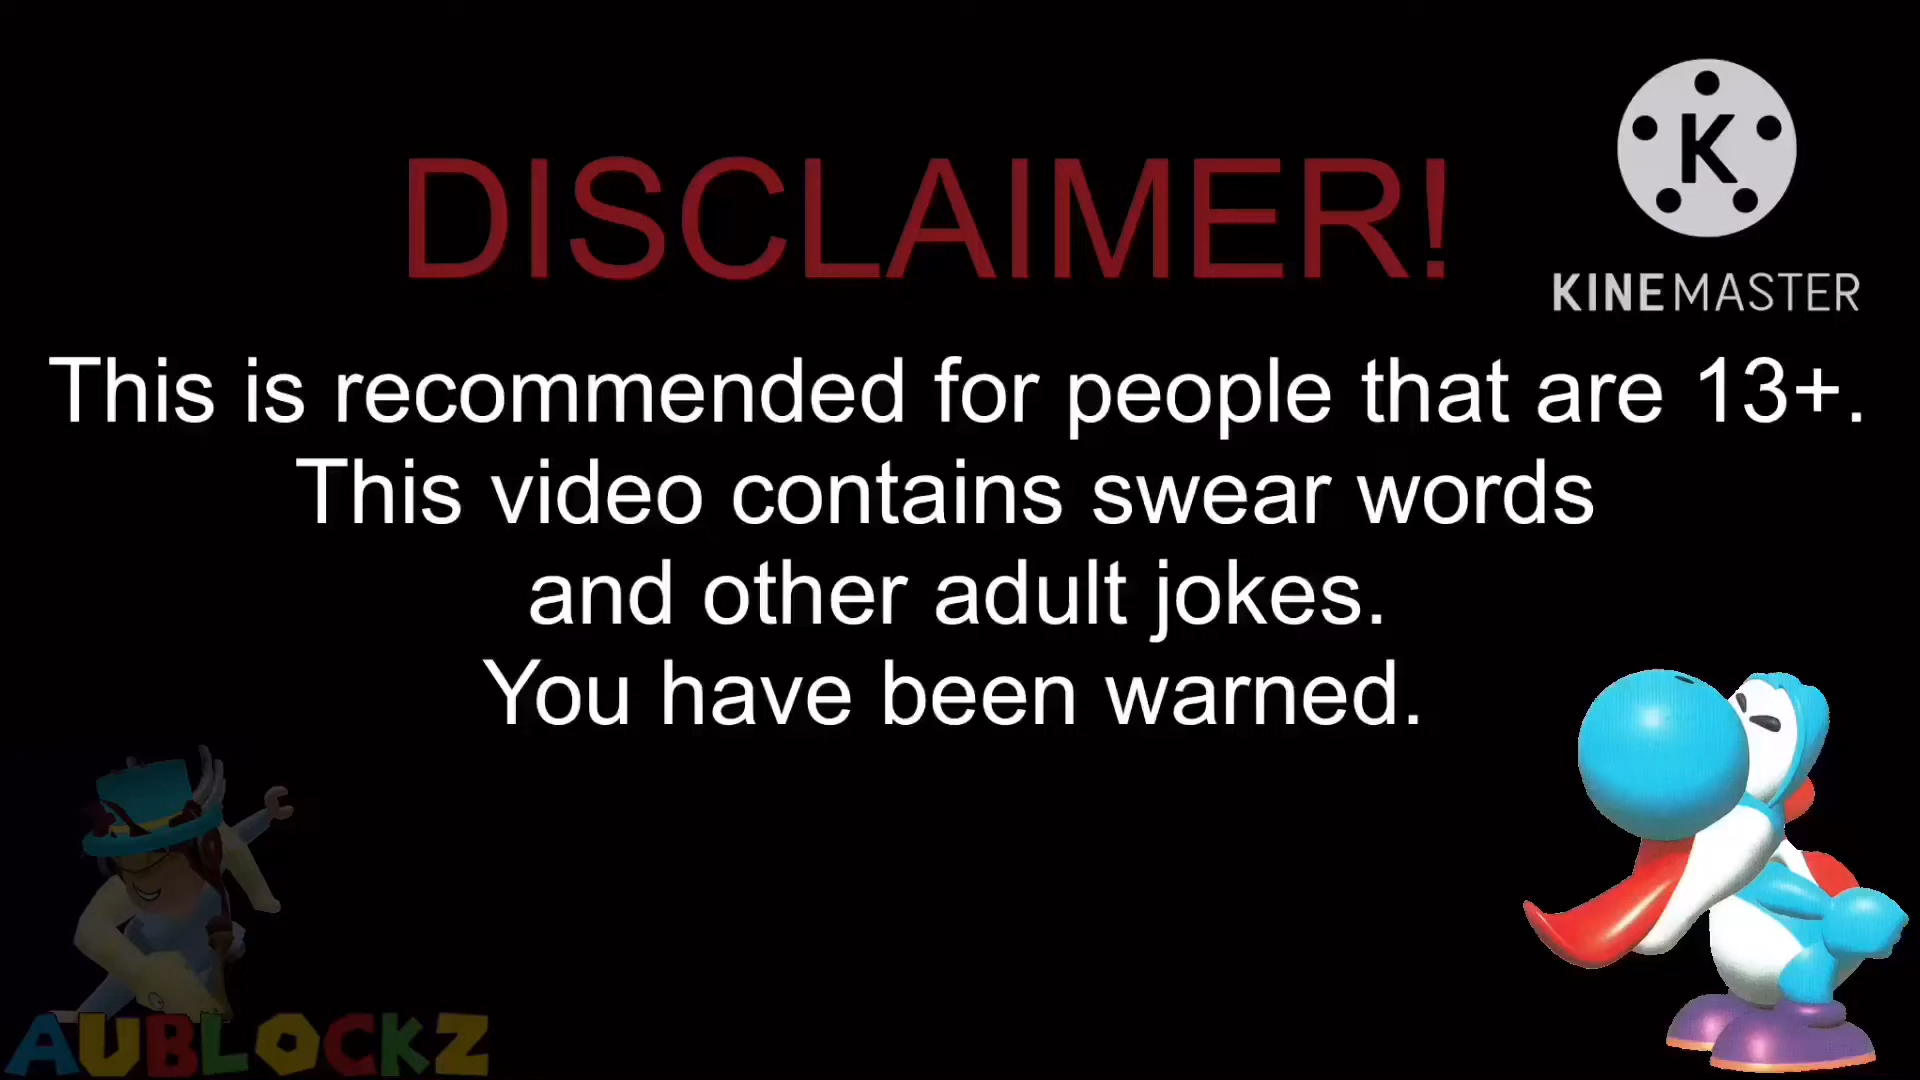 DISCLAIMER!
K
KINEMASTER
This is recommended for people that are 13+.
This video contains swear words
and other adult jokes.
You have been warned.
AUBLOCKZ